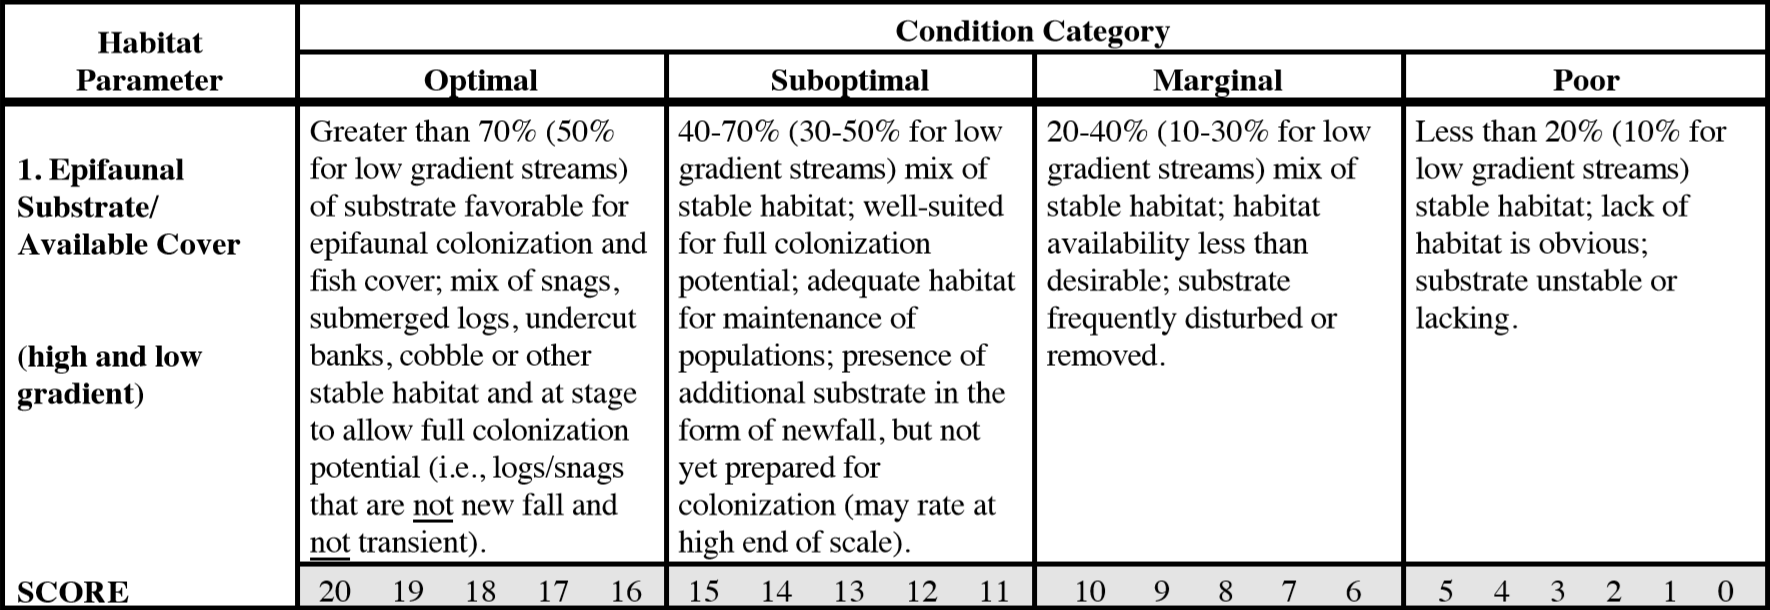 Habitat
Parameter
Condition Category
Optimal
Suboptimal
Marginal
Poor
1. Epifaunal
Substrate/
Available Cover
(high and low
gradient)
Greater than 70% (50%
for low gradient streams)
of substrate favorable for
epifaunal colonization and
fish cover; mix of snags,
submerged logs, undercut
banks, cobble or other
stable habitat and at stage
to allow full colonization
potential (i.e., logs/snags
that are not new fall and
not transient).
40-70% (30-50% for low
gradient streams) mix of
stable habitat; well-suited
for full colonization
potential; adequate habitat
for maintenance of
populations; presence of
additional substrate in the
form of newfall, but not
yet prepared for
colonization (may rate at
high end of scale).
20-40% (10-30% for low
gradient streams) mix of
stable habitat; habitat
availability less than
desirable; substrate
frequently disturbed or
removed.
Less than 20% (10% for
low gradient streams)
stable habitat; lack of
habitat is obvious;
substrate unstable or
lacking.
SCORE
20 19 18 17 16
15 14 13 12 11
10 9 8 7 6
5 4 3 2 1 0